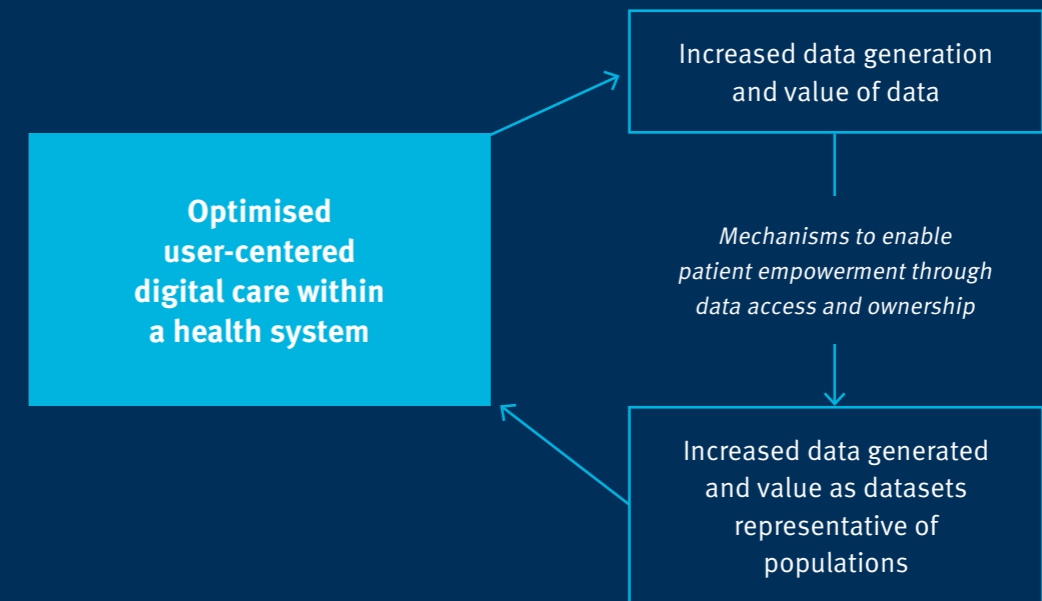 Increased data generation
and value of data
Optimised
user-centered
digital care within
a health system
Mechanisms to enable
patient empowerment through
data access and ownership
Increased data generated
and value as datasets
representative of
populations